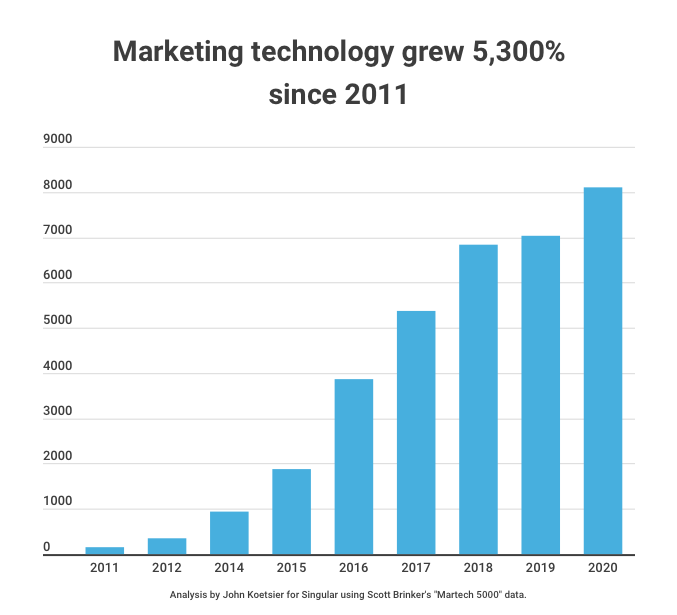 Marketing technology grew 5,300%
since 2011
9000
8000
7000
6000
5000
4000
3000
2000
1000
0
2011 2012 2014 2015 2016 2017 2018 2019 2020
Analysis by John Koetsier for Singular using Scott Brinker's "Martech 5000" data.